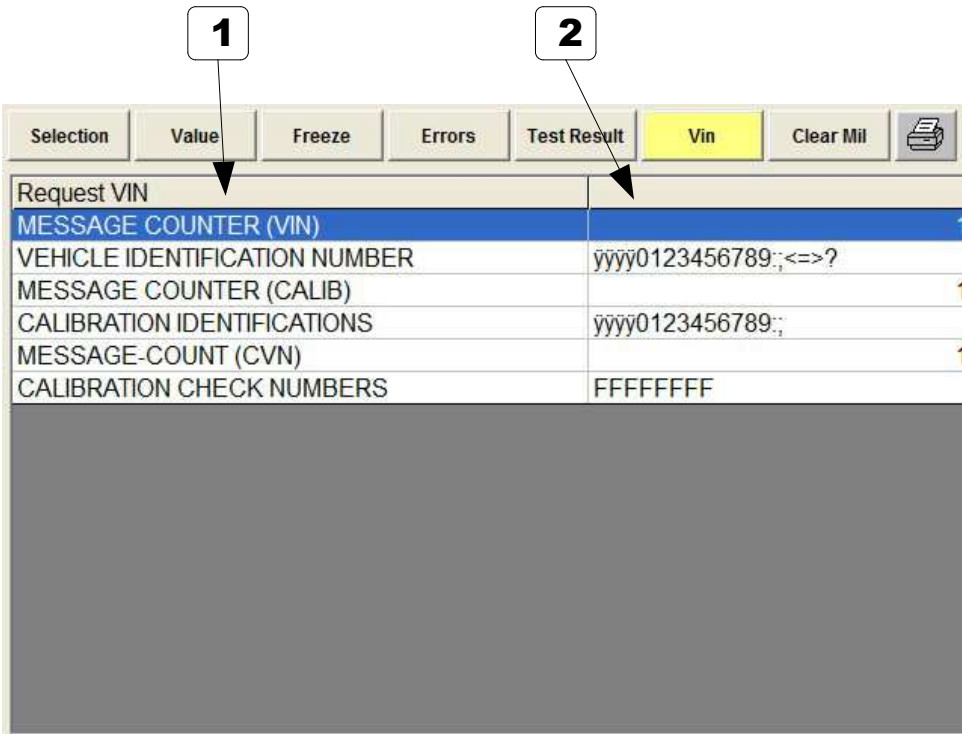 1 2
Selection Value Freeze Errors Test Result Vin Clear Mil
Request VIN
MESSAGE COUNTER (VIN)
VEHICLE IDENTIFICATION NUMBER ÿÿÿÿ0123456789:;<=>?
MESSAGE COUNTER (CALIB)
CALIBRATION IDENTIFICATIONS ÿÿÿÿ0123456789:;
MESSAGE-COUNT (CVN)
CALIBRATION CHECK NUMBERS FFFFFFFF